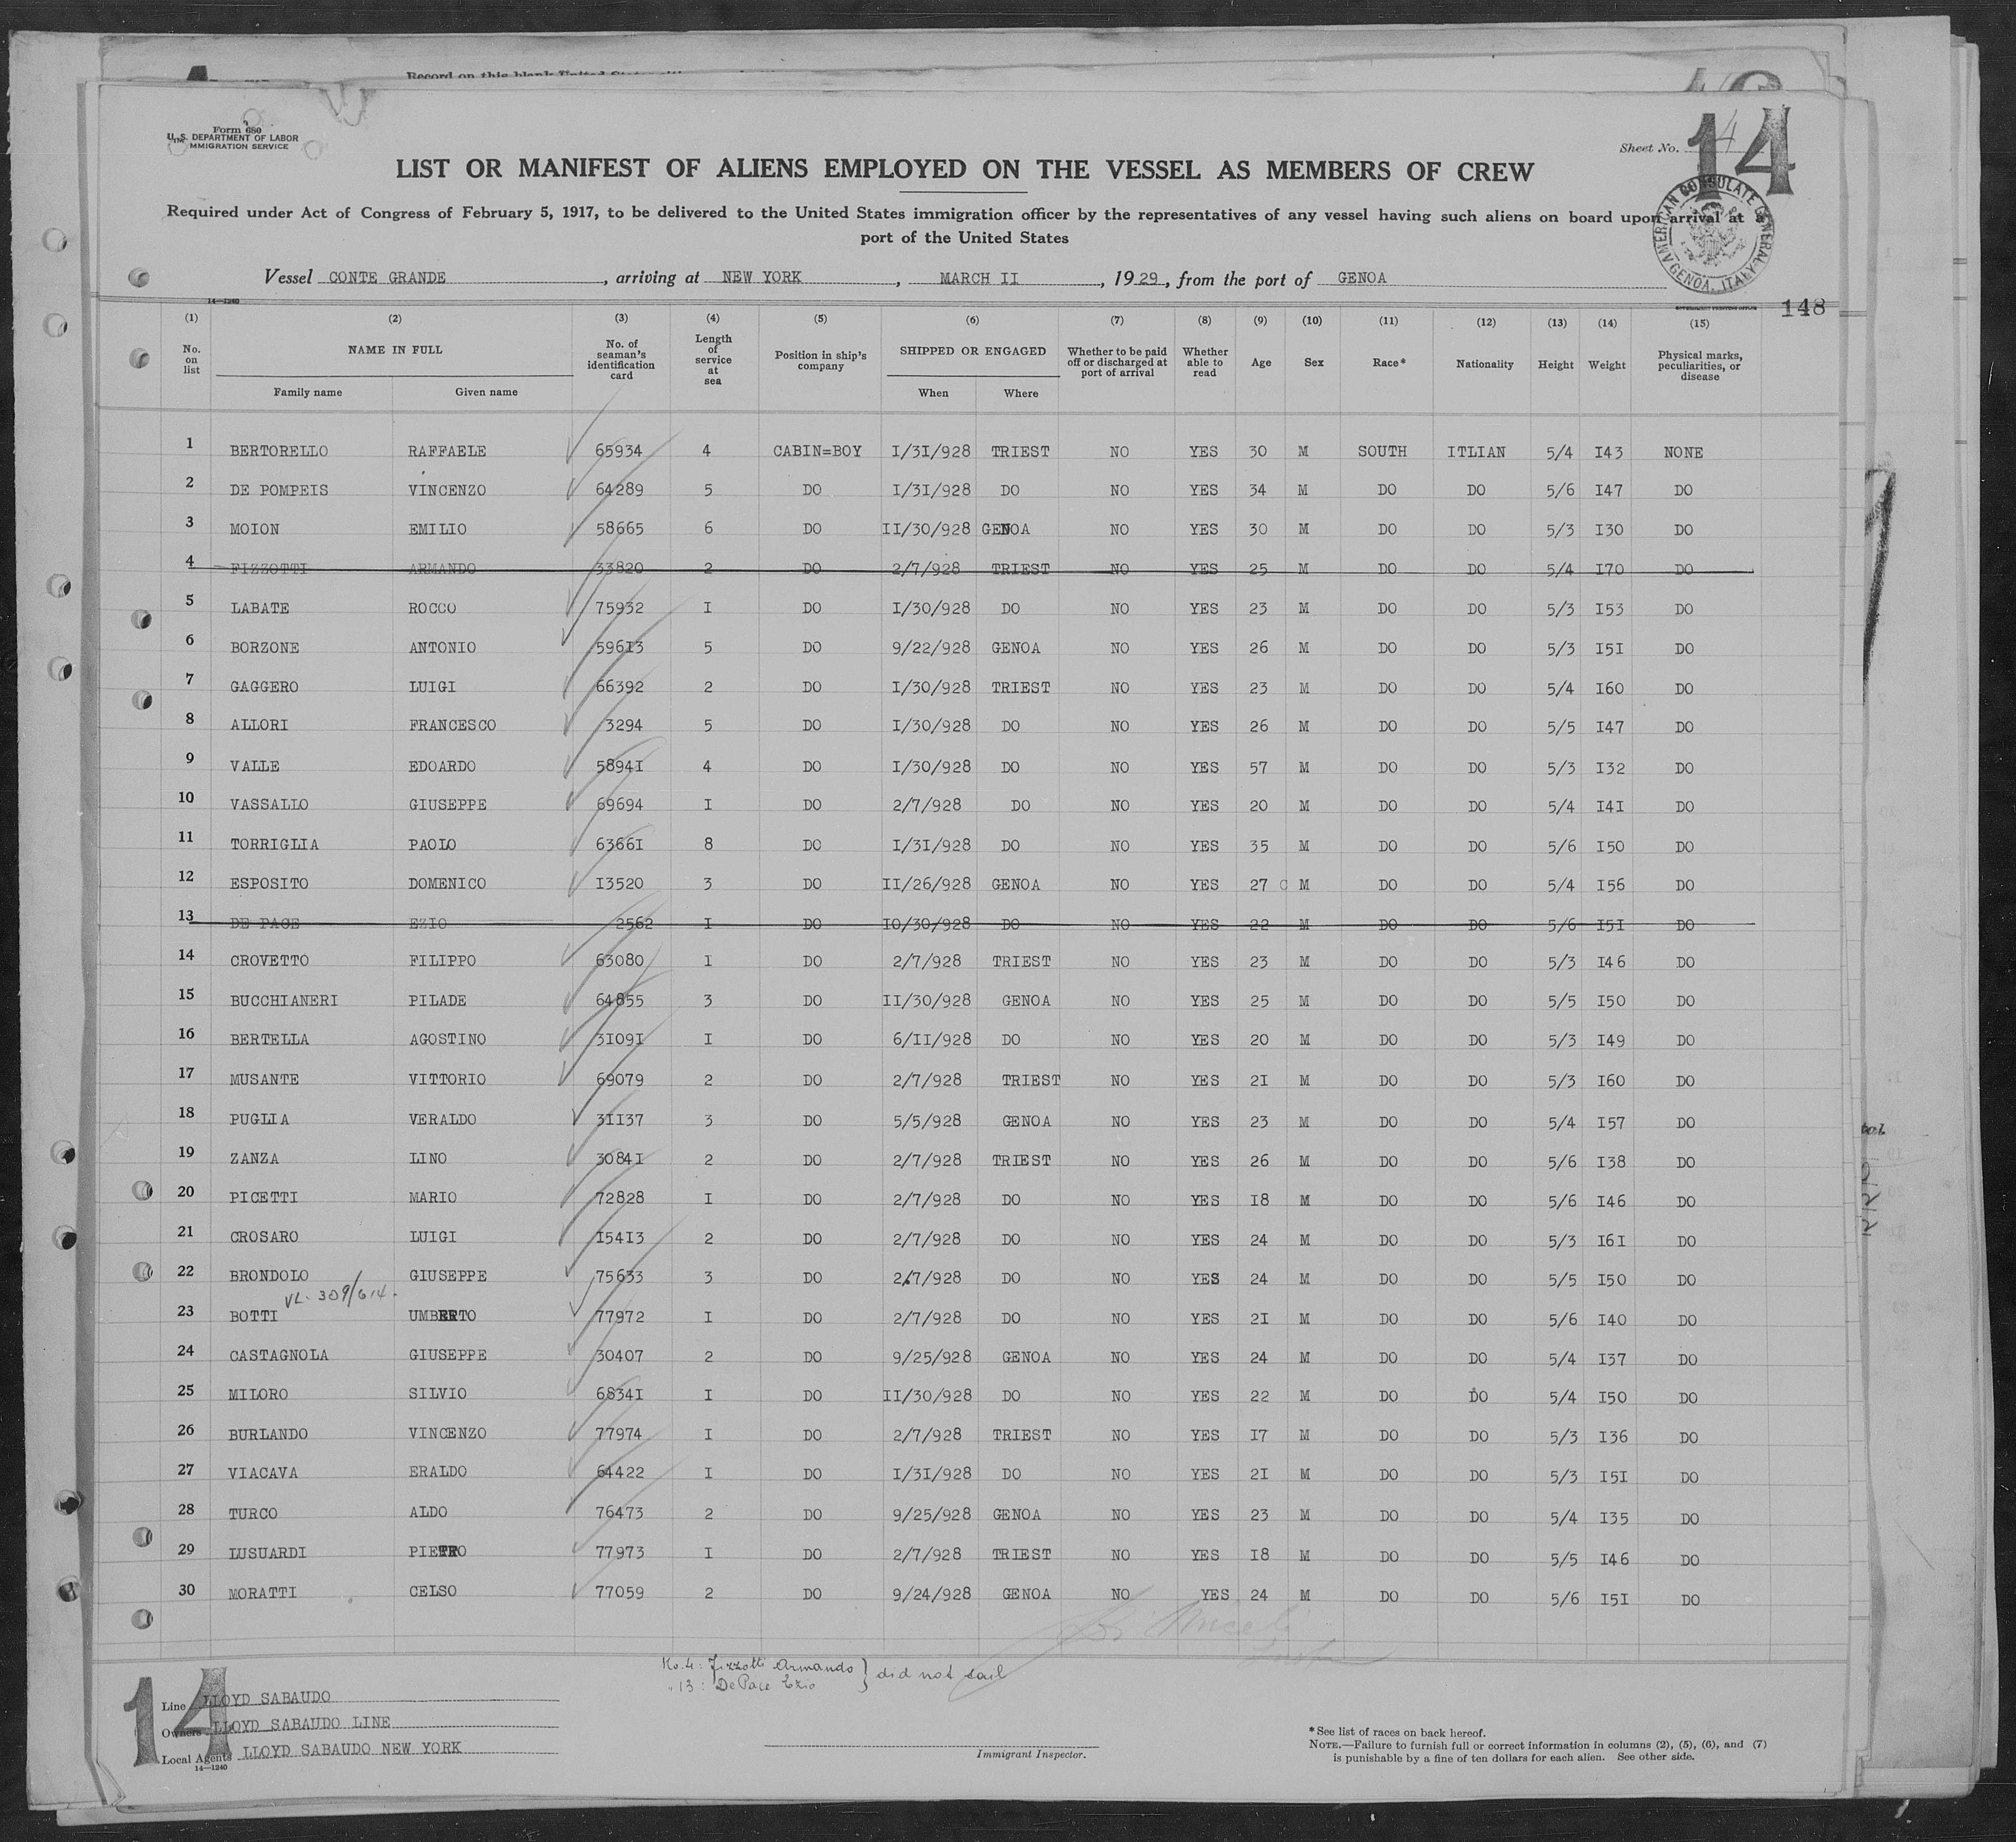 Record on this blank United States
14
Form 680
U. S. DEPARTMENT OF LABOR
IMMIGRATION SERVICE
Sheet No. 4
14
LIST OR MANIFEST OF ALIENS EMPLOYED ON THE VESSEL AS MEMBERS OF CREW
Required under Act of Congress of February 5, 1917, to be delivered to the United States immigration officer by the representatives of any vessel having such aliens on board upon arrival at a
port of the United States
AMERICAN CONSULATE GENERAL GENOA, ITALY
Vessel CONTE GRANDE, arriving at NEW YORK, MARCH II, 1929, from the port of GENOA
14—1240
GOVERNMENT PRINTING OFFICE
148
(1) (2) (3) (4) (5) (6) (7) (8) (9) (10) (11) (12) (13) (14) (15)
No. on list NAME IN FULL No. of seaman's identification card Length of service at sea Position in ship's company SHIPPED OR ENGAGED Whether to be paid off or discharged at port of arrival Whether able to read Age Sex Race* Nationality Height Weight Physical marks, peculiarities, or disease
Family name Given name When Where
1 BERTORELLO RAFFAELE 65934 4 CABIN=BOY I/3I/928 TRIEST NO YES 30 M SOUTH ITLIAN 5/4 I43 NONE
2 DE POMPEIS VINCENZO 64289 5 DO I/3I/928 DO NO YES 34 M DO DO 5/6 I47 DO
3 MOION EMILIO 58665 6 DO II/30/928 GENOA NO YES 30 M DO DO 5/3 I30 DO
4 FIZZOTTI ARMANDO 33820 2 DO 2/7/928 TRIEST NO YES 25 M DO DO 5/4 I70 DO
5 LABATE ROCCO 75932 I DO I/30/928 DO NO YES 23 M DO DO 5/3 I53 DO
6 BORZONE ANTONIO 596I3 5 DO 9/22/928 GENOA NO YES 26 M DO DO 5/3 I5I DO
7 GAGGERO LUIGI 66392 2 DO I/30/928 TRIEST NO YES 23 M DO DO 5/4 I60 DO
8 ALLORI FRANCESCO 3294 5 DO I/30/928 DO NO YES 26 M DO DO 5/5 I47 DO
9 VALLE EDOARDO 5894I 4 DO I/30/928 DO NO YES 57 M DO DO 5/3 I32 DO
10 VASSALLO GIUSEPPE 69694 I DO 2/7/928 DO NO YES 20 M DO DO 5/4 I4I DO
11 TORRIGLIA PAOLO 6366I 8 DO I/3I/928 DO NO YES 35 M DO DO 5/6 I50 DO
12 ESPOSITO DOMENICO I3520 3 DO II/26/928 GENOA NO YES 27 C M DO DO 5/4 I56 DO
13 DE PACE EZIO 2562 I DO I0/30/928 DO NO YES 22 M DO DO 5/6 I5I DO
14 CROVETTO FILIPPO 63080 I DO 2/7/928 TRIEST NO YES 23 M DO DO 5/3 I46 DO
15 BUCCHIANERI PILADE 64855 3 DO II/30/928 GENOA NO YES 25 M DO DO 5/5 I50 DO
16 BERTELLA AGOSTINO 3I09I I DO 6/II/928 DO NO YES 20 M DO DO 5/3 I49 DO
17 MUSANTE VITTORIO 69079 2 DO 2/7/928 TRIEST NO YES 2I M DO DO 5/3 I60 DO
18 PUGLIA VERALDO 3II37 3 DO 5/5/928 GENOA NO YES 23 M DO DO 5/4 I57 DO
19 ZANZA LINO 3084I 2 DO 2/7/928 TRIEST NO YES 26 M DO DO 5/6 I38 DO
20 PICETTI MARIO 72828 I DO 2/7/928 DO NO YES I8 M DO DO 5/6 I46 DO
21 CROSARO LUIGI I54I3 2 DO 2/7/928 DO NO YES 24 M DO DO 5/3 I6I DO
22 BRONDOLO GIUSEPPE 75633 3 DO 2/7/928 DO NO YES 24 M DO DO 5/5 I50 DO
VL- 309/614.
23 BOTTI UMBERTO 77972 I DO 2/7/928 DO NO YES 2I M DO DO 5/6 I40 DO
24 CASTAGNOLA GIUSEPPE 30407 2 DO 9/25/928 GENOA NO YES 24 M DO DO 5/4 I37 DO
25 MILORO SILVIO 6834I I DO II/30/928 DO NO YES 22 M DO DO 5/4 I50 DO
26 BURLANDO VINCENZO 77974 I DO 2/7/928 TRIEST NO YES I7 M DO DO 5/3 I36 DO
27 VIACAVA ERALDO 64422 I DO I/3I/928 DO NO YES 2I M DO DO 5/3 I5I DO
28 TURCO ALDO 76473 2 DO 9/25/928 GENOA NO YES 23 M DO DO 5/4 I35 DO
29 LUSUARDI PIETRO 77973 I DO 2/7/928 TRIEST NO YES I8 M DO DO 5/5 I46 DO
30 MORATTI CELSO 77059 2 DO 9/24/928 GENOA NO YES 24 M DO DO 5/6 I5I DO
No. 4: Fizzotti Armando } did not sail
" 13: De Pace Ezio
14
Line LLOYD SABAUDO
Owners LLOYD SABAUDO LINE
Local Agents LLOYD SABAUDO NEW YORK
14—1240
Immigrant Inspector.
*See list of races on back hereof.
NOTE.—Failure to furnish full or correct information in columns (2), (5), (6), and (7)
is punishable by a fine of ten dollars for each alien. See other side.